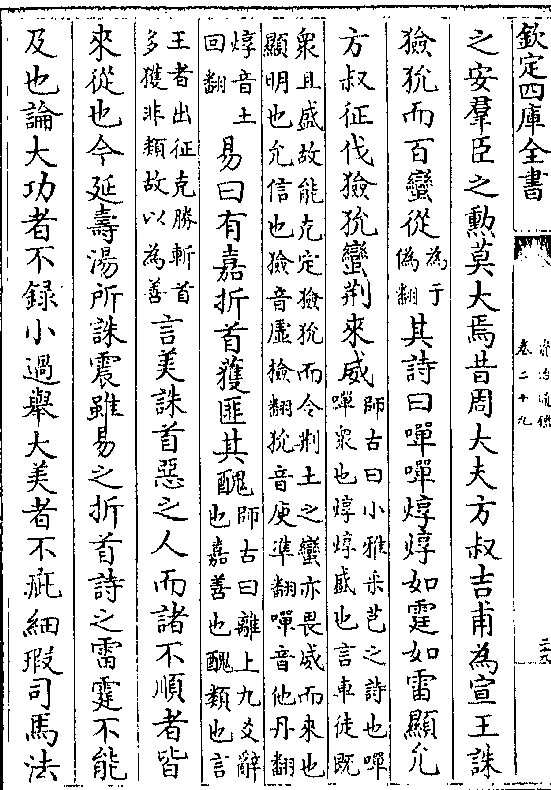 欽定四庫全書
資治通鑑
卷二十九
之安羣臣之勲莫大焉昔周大夫方叔吉甫為宣王誅
獫狁而百蠻從為于
偽翻其詩曰嘽嘽焞焞如霆如雷顯允
方叔征伐獫狁蠻荆來威師古曰小雅采芑之詩也嘽
嘽衆也焞焞盛也言車徒既
衆且盛故能克定獫狁而令荆土之蠻亦畏威而來也
顯明也允信也獫音虚檢翻狁音庾準翻嘽音他丹翻
焞音土
回翻易曰有嘉折首獲匪其醜師古曰離上九爻辭
也嘉善也醜類也言
王者出征克勝斬首
多獲非類故以為善言美誅首惡之人而諸不順者皆
來從也今延壽湯所誅震雖易之折首詩之雷霆不能
及也論大功者不録小過舉大美者不疵細瑕司馬法